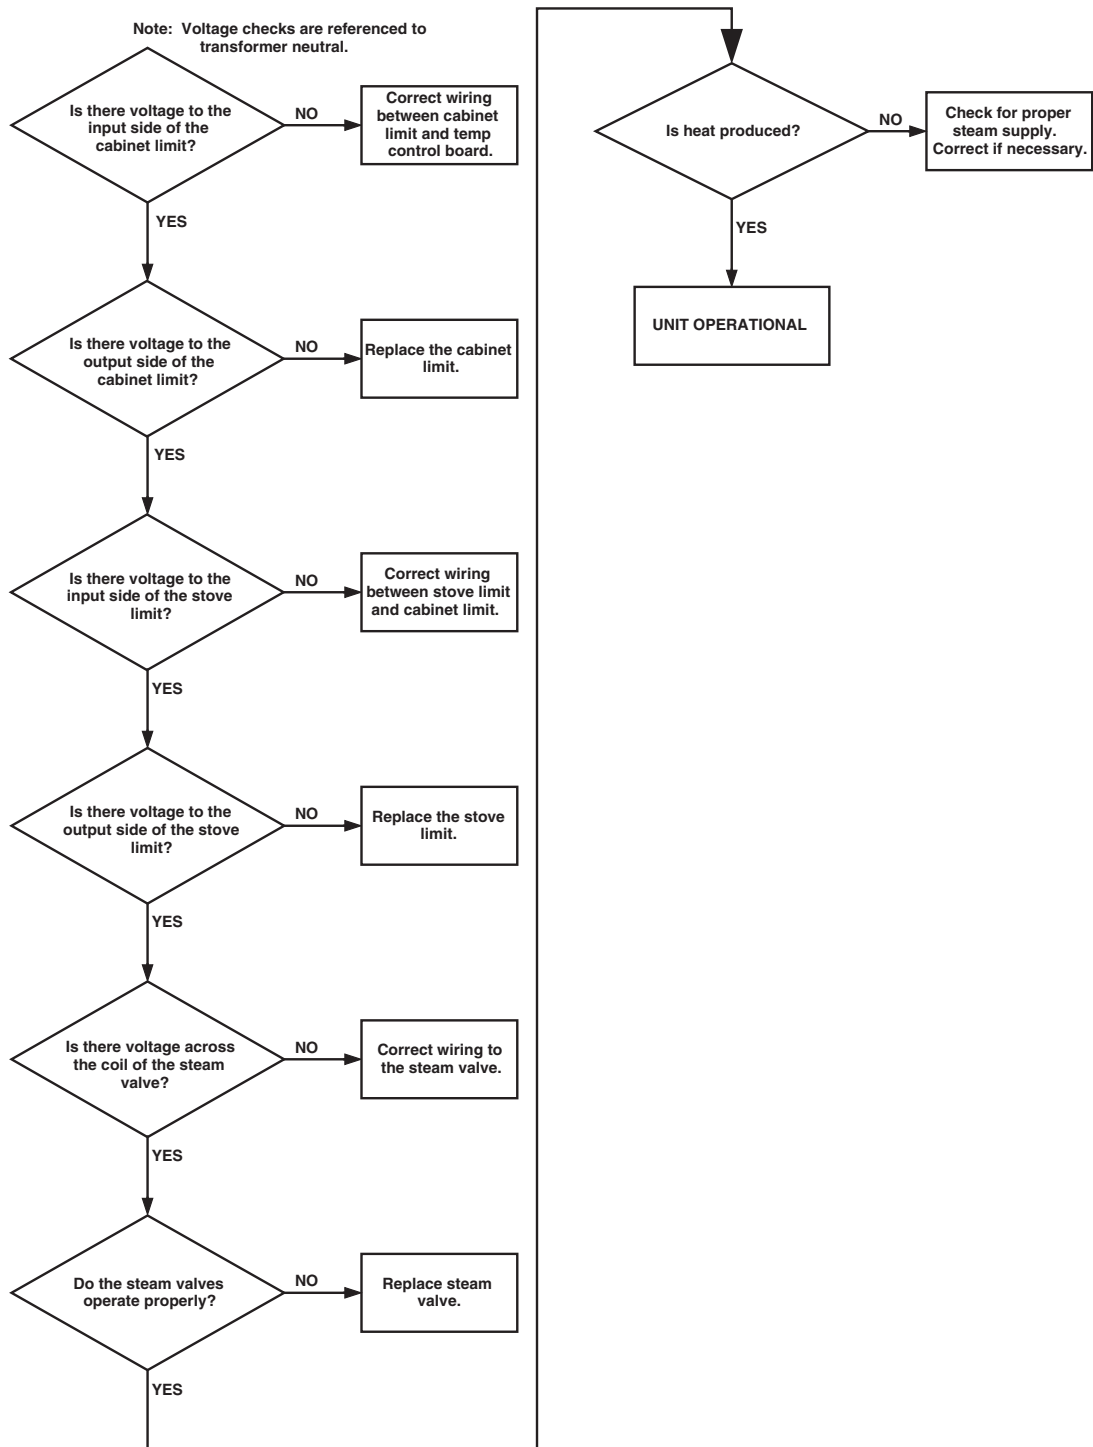 Note:  Voltage checks are referenced to
transformer neutral.
Is there voltage to the
input side of the
cabinet limit?
NO
Correct wiring
between cabinet
limit and temp
control board.
YES
Is there voltage to the
output side of the
cabinet limit?
NO
Replace the cabinet
limit.
YES
Is there voltage to the
input side of the stove
limit?
NO
Correct wiring
between stove limit
and cabinet limit.
YES
Is there voltage to the
output side of the stove
limit?
NO
Replace the stove
limit.
YES
Is there voltage across
the coil of the steam
valve?
NO
Correct wiring to
the steam valve.
YES
Do the steam valves
operate properly?
NO
Replace steam
valve.
YES
Is heat produced?
NO
Check for proper
steam supply.
Correct if necessary.
YES
UNIT OPERATIONAL